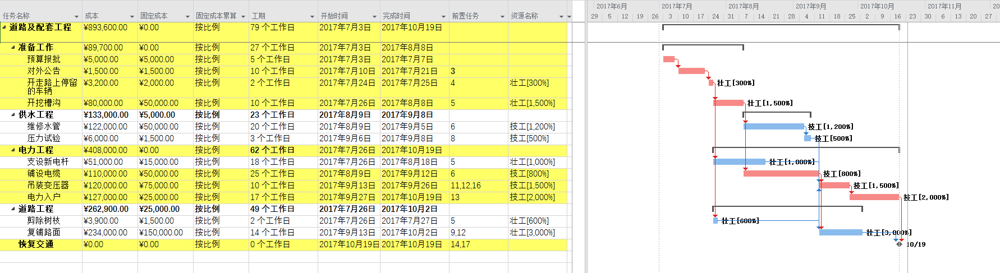 2017年6月 2017年7月 2017年8月 2017年9月 2017年10月 2017年11月 20
任务名称 成本 固定成本 固定成本累算 工期 开始时间 完成时间 前置任务 资源名称 29 5 12 19 26 3 10 17 24 31 7 14 21 28 4 11 18 25 2 9 16 23 30 6 13 20 27
道路及配套工程 ¥893,600.00 ¥0.00 按比例 79 个工作日 2017年7月3日 2017年10月19日
准备工作 ¥89,700.00 ¥0.00 按比例 27 个工作日 2017年7月3日 2017年8月8日
预算报批 ¥5,000.00 ¥5,000.00 按比例 5 个工作日 2017年7月3日 2017年7月7日
对外公告 ¥1,500.00 ¥1,500.00 按比例 10 个工作日 2017年7月10日 2017年7月21日 3
开走路上停留 ¥3,200.00 ¥2,000.00 按比例 2 个工作日 2017年7月24日 2017年7月25日 4 壮工[300%] 壮工[300%]
的车辆
开挖槽沟 ¥80,000.00 ¥50,000.00 按比例 10 个工作日 2017年7月26日 2017年8月8日 5 壮工[1,500%] 壮工[1,500%]
供水工程 ¥133,000.00 ¥5,000.00 按比例 23 个工作日 2017年8月9日 2017年9月8日
维修水管 ¥122,000.00 ¥50,000.00 按比例 20 个工作日 2017年8月9日 2017年9月5日 6 技工[1,200%] 技工[1,200%]
压力试验 ¥6,000.00 ¥1,500.00 按比例 3 个工作日 2017年9月6日 2017年9月8日 8 技工[500%] 技工[500%]
电力工程 ¥408,000.00 ¥0.00 按比例 62 个工作日 2017年7月26日 2017年10月19日
支设新电杆 ¥51,000.00 ¥15,000.00 按比例 18 个工作日 2017年7月26日 2017年8月18日 5 壮工[1,000%] 壮工[1,000%]
铺设电缆 ¥110,000.00 ¥50,000.00 按比例 25 个工作日 2017年8月9日 2017年9月12日 6 技工[800%] 技工[800%]
吊装变压器 ¥120,000.00 ¥75,000.00 按比例 10 个工作日 2017年9月13日 2017年9月26日 11,12,16 技工[1,500%] 技工[1,500%]
电力入户 ¥127,000.00 ¥25,000.00 按比例 17 个工作日 2017年9月27日 2017年10月19日 13 技工[2,000%] 技工[2,000%]
道路工程 ¥262,900.00 ¥25,000.00 按比例 49 个工作日 2017年7月26日 2017年10月2日
剪除树枝 ¥3,900.00 ¥1,500.00 按比例 2 个工作日 2017年7月26日 2017年7月27日 5 壮工[600%] 壮工[600%]
复铺路面 ¥234,000.00 ¥150,000.00 按比例 14 个工作日 2017年9月13日 2017年10月2日 9,12 壮工[3,000%] 壮工[3,000%]
恢复交通 ¥0.00 ¥0.00 按比例 0 个工作日 2017年10月19日 2017年10月19日 14,17 10/19